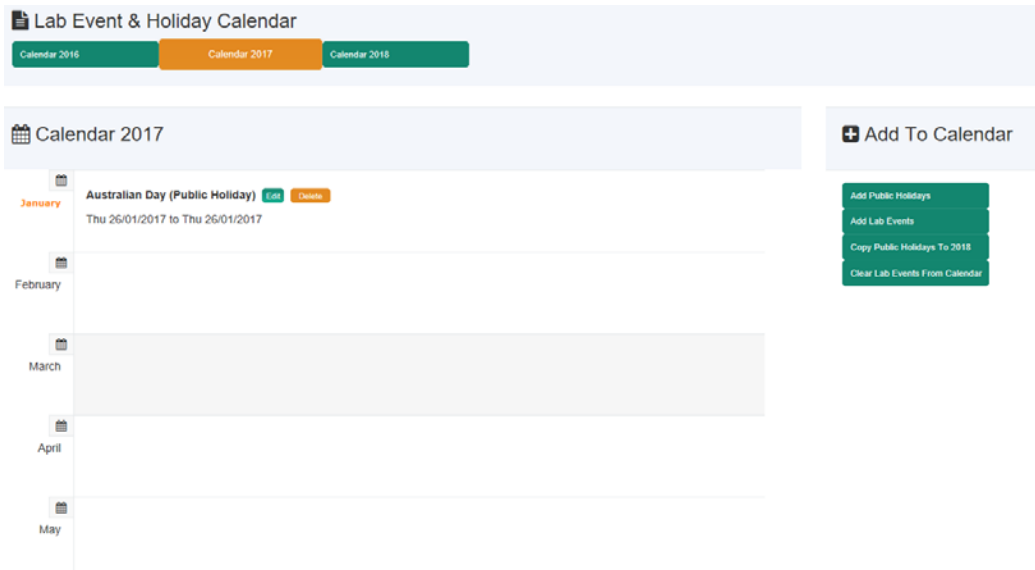 Lab Event & Holiday Calendar
Calendar 2016
Calendar 2017
Calendar 2018
Calendar 2017
January
Australian Day (Public Holiday) Edit Delete
Thu 26/01/2017 to Thu 26/01/2017
February
March
April
May
Add To Calendar
Add Public Holidays
Add Lab Events
Copy Public Holidays To 2018
Clear Lab Events From Calendar